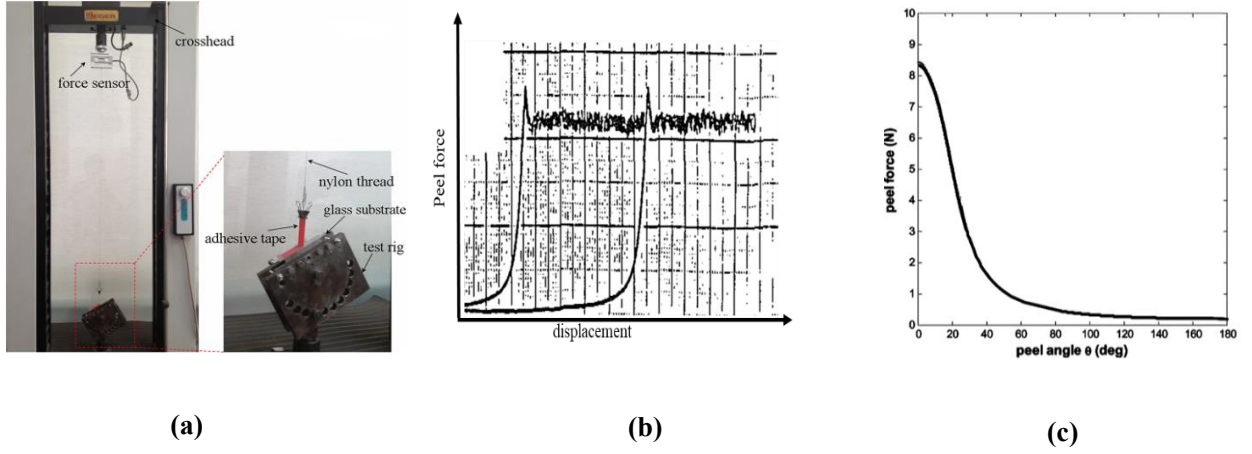 crosshead
force sensor
nylon thread
glass substrate
adhesive tape
test rig
(a)
Peel force
displacement
(b)
10
9
8
7
6
5
4
3
2
1
0
peel force (N)
0 20 40 60 80 100 120 140 160 180
peel angle θ (deg)
(c)